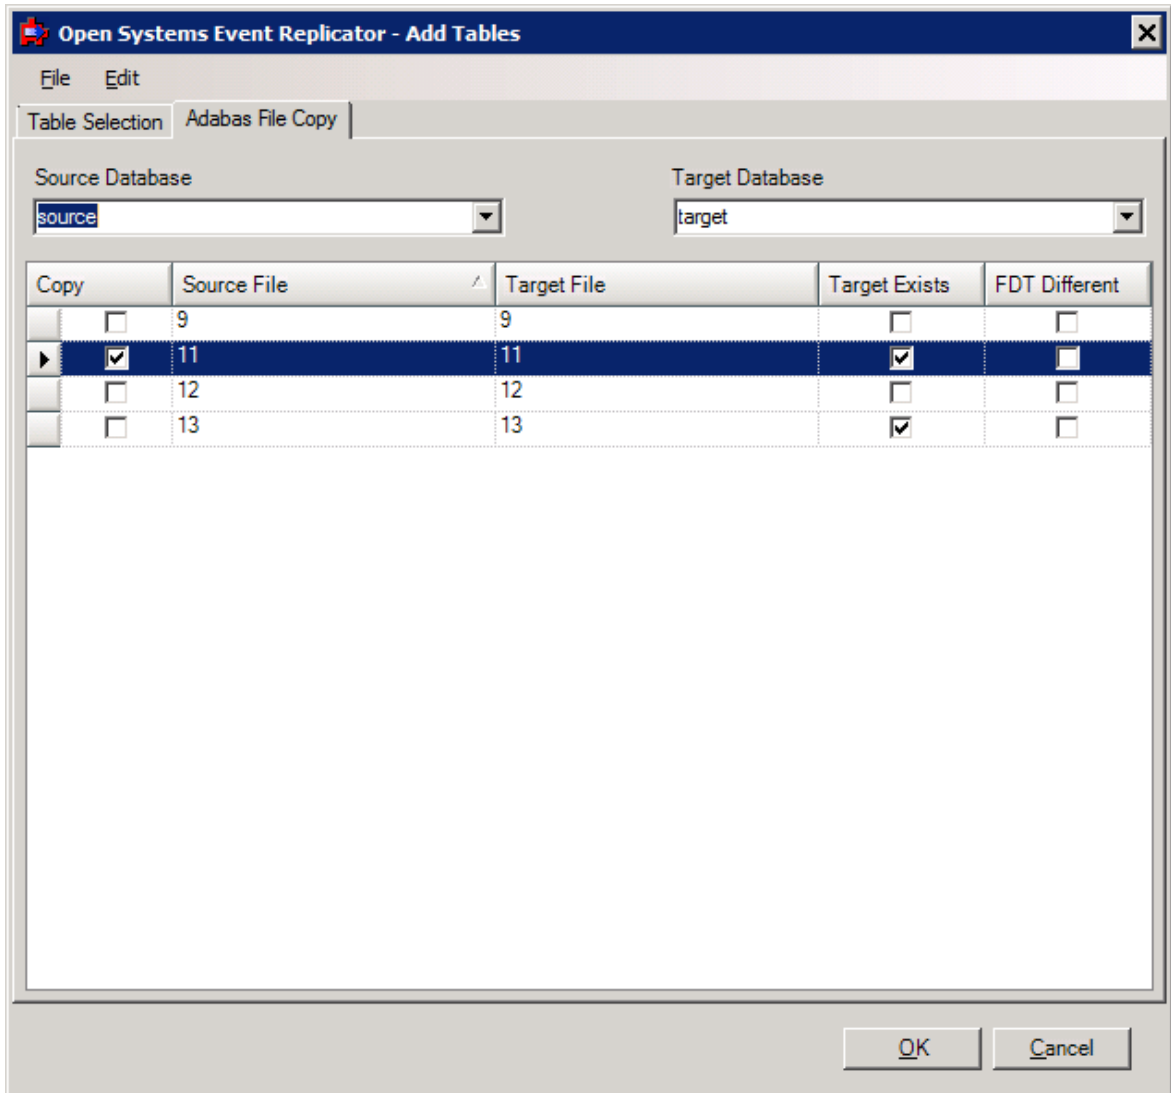 Open Systems Event Replicator - Add Tables
File Edit
Table Selection Adabas File Copy
Source Database Target Database
source target
Copy Source File Target File Target Exists FDT Different
9 9
11 11
12 12
13 13
OK Cancel